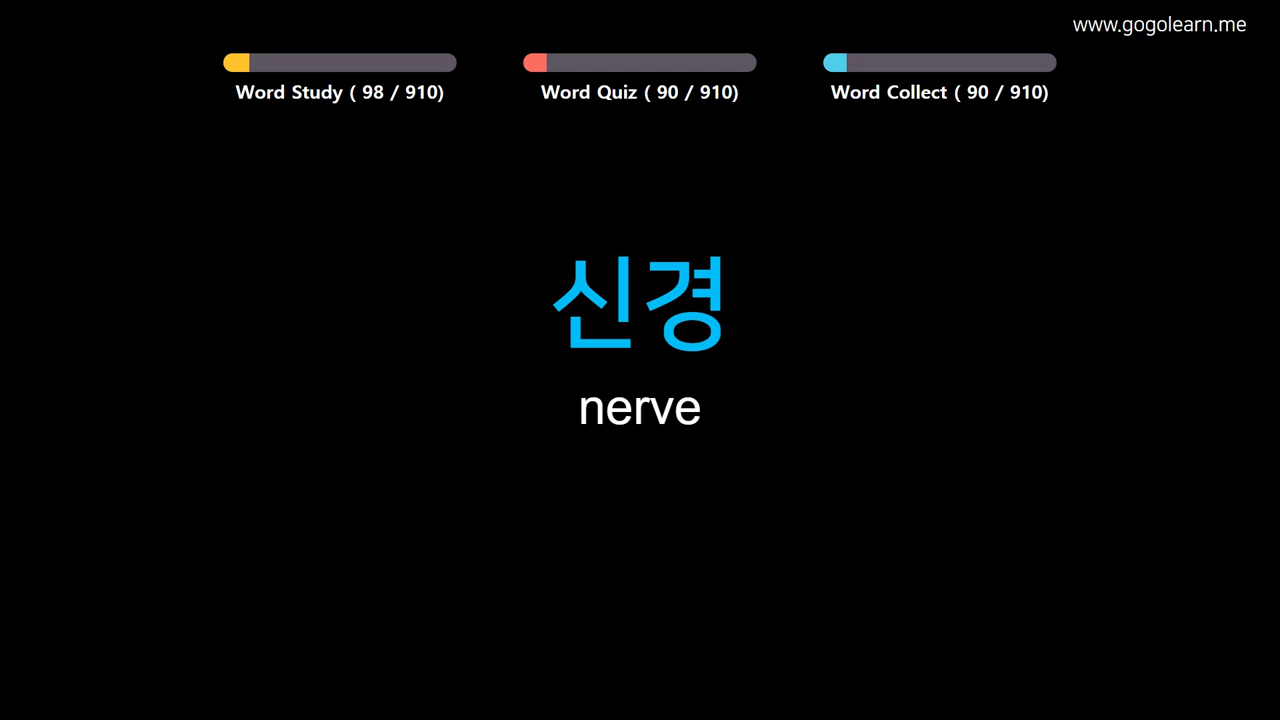 www.gogolearn.me
Word Study ( 98 / 910)
Word Quiz ( 90 / 910)
Word Collect ( 90 / 910)
신경
nerve